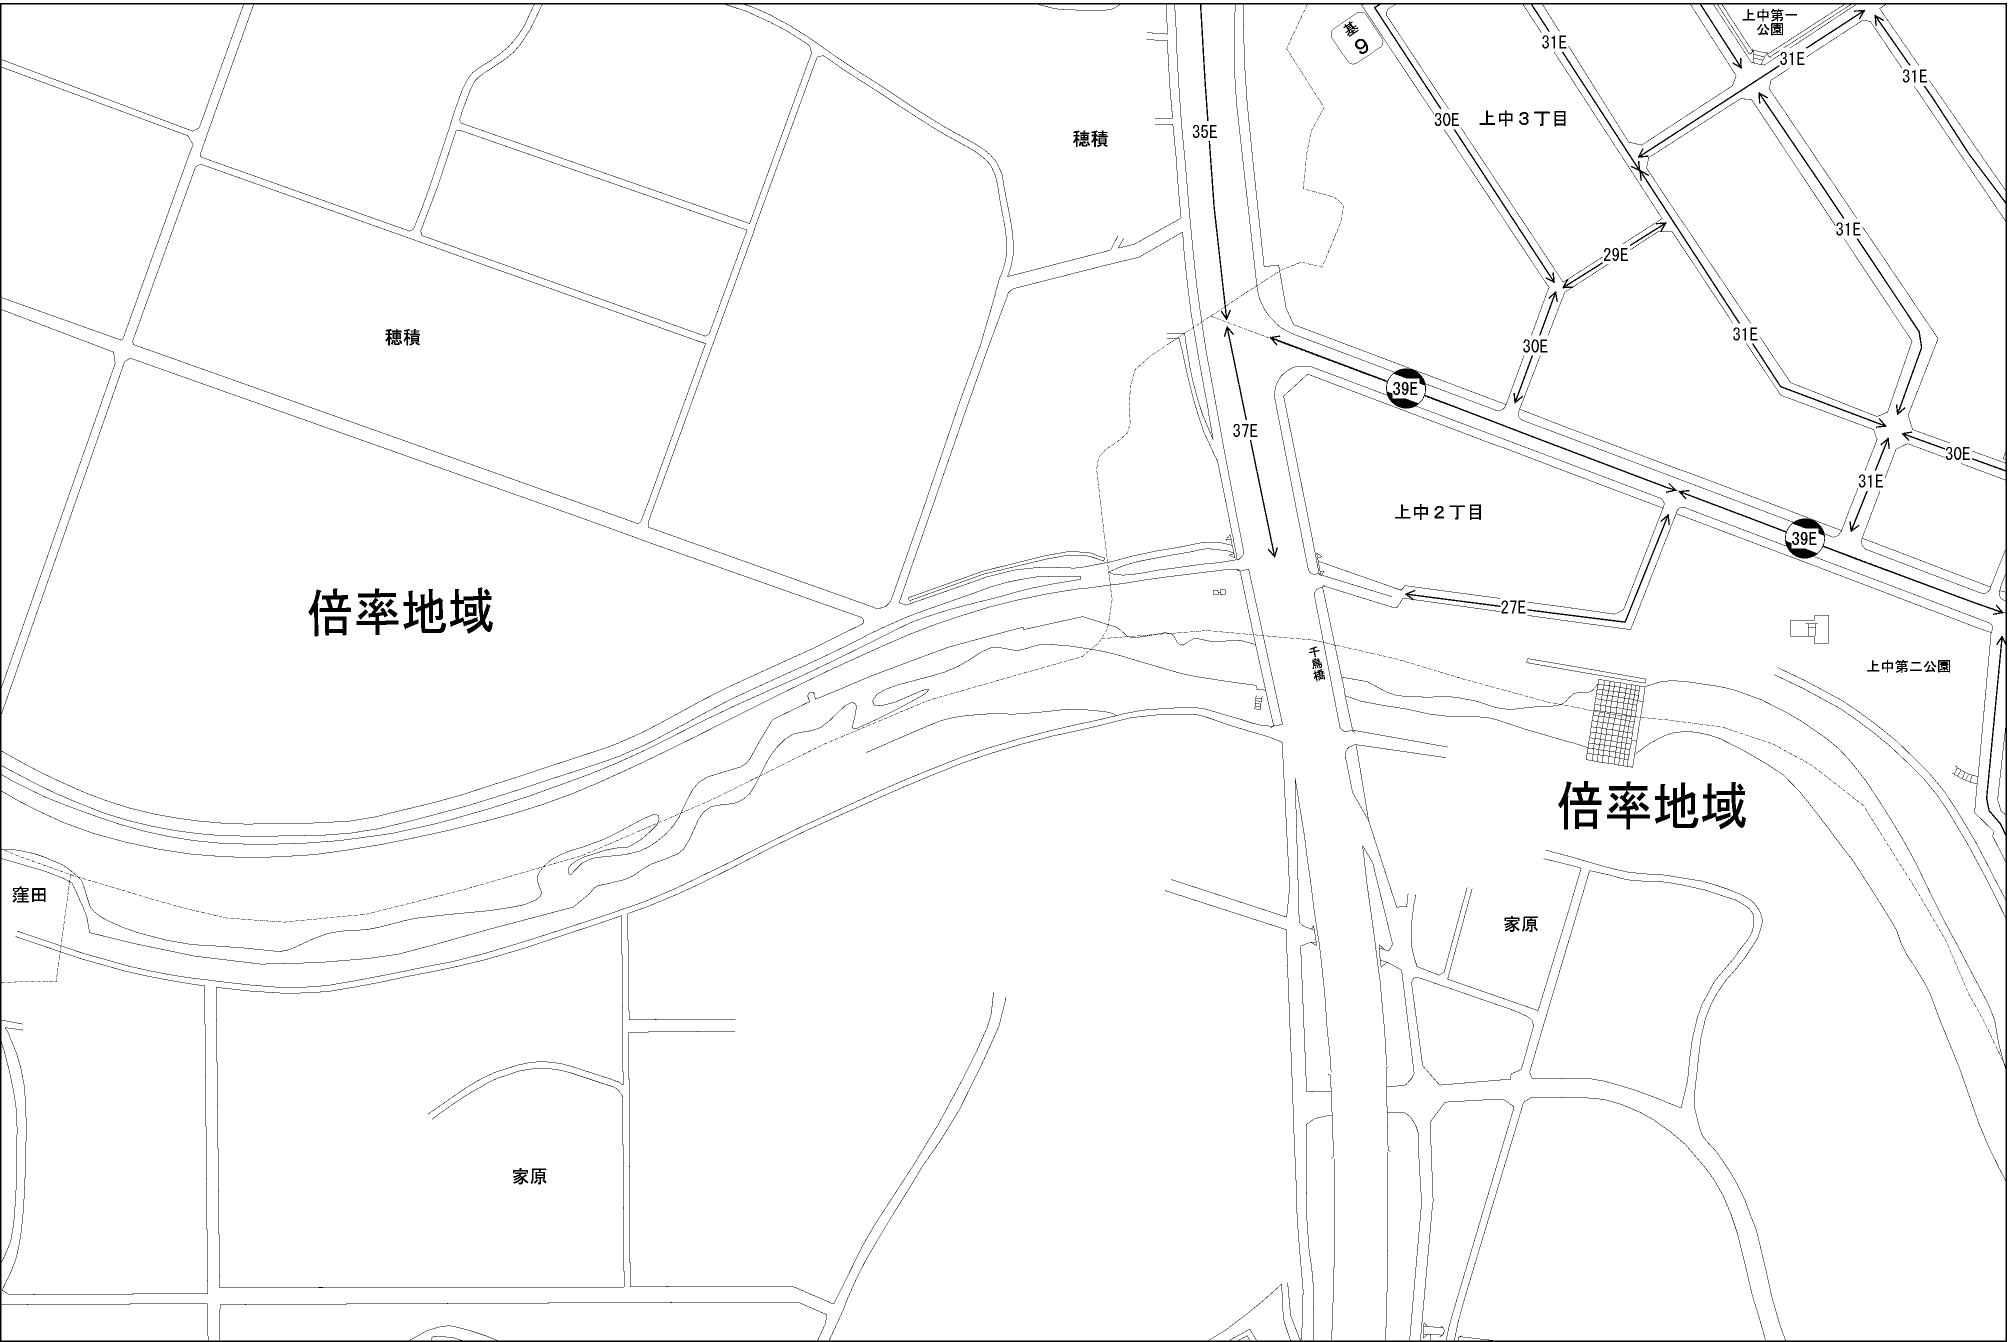 上中第一
公園
基
9
31E
31E
31E
30E
上中３丁目
35E
穂積
31E
29E
穂積
31E
30E
39E
37E
30E
31E
上中２丁目
39E
倍率地域
27E
千鳥橋
上中第二公園
倍率地域
窪田
家原
家原